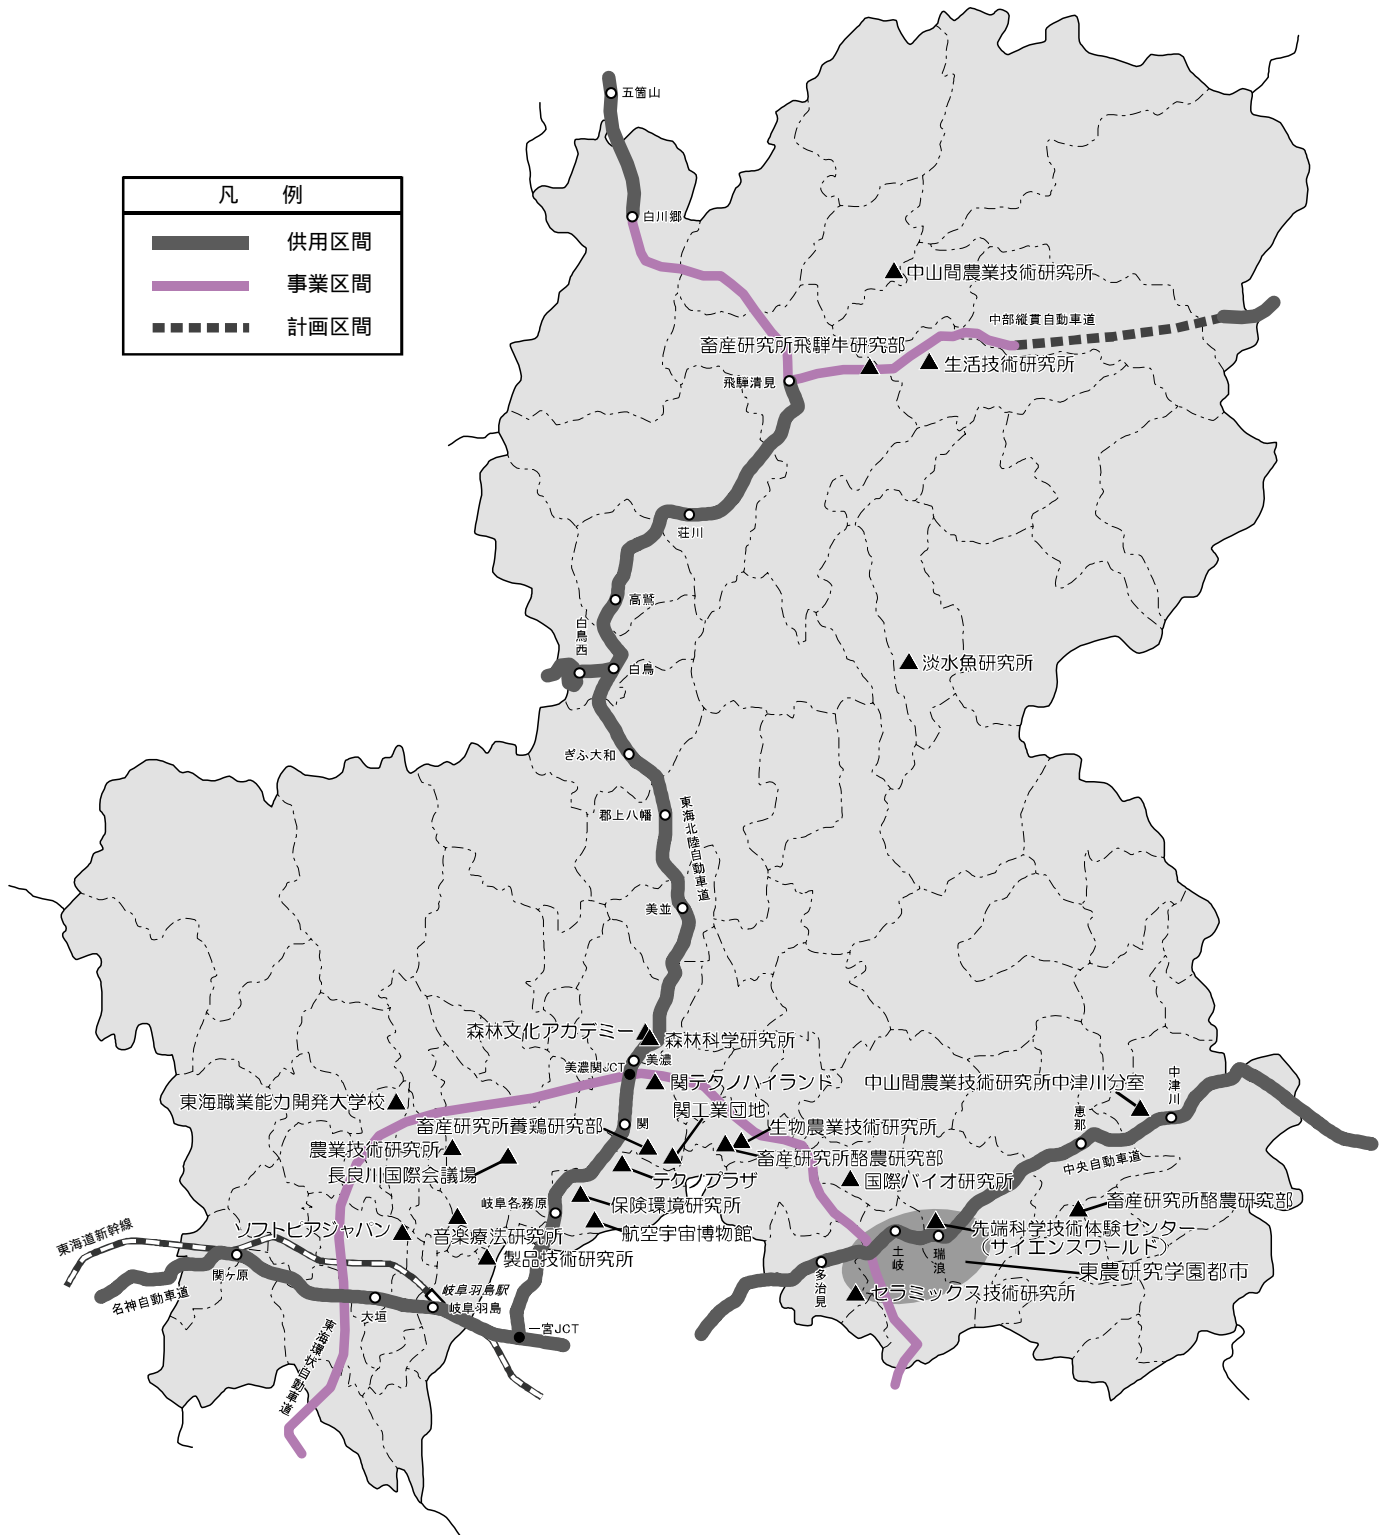 五箇山
凡 例
供用区間
事業区間
計画区間
白川郷
中山間農業技術研究所
中部縦貫自動車道
畜産研究所飛騨牛研究部
生活技術研究所
飛騨清見
荘川
高鷲
白鳥西
白鳥
淡水魚研究所
ぎふ大和
郡上八幡
東海北陸自動車道
美並
森林文化アカデミー
森林科学研究所
美濃
美濃関JCT
関テクノハイランド
中山間農業技術研究所中津川分室
中津川
東海職業能力開発大学校
関工業団地
恵那
畜産研究所養鶏研究部
関
生物農業技術研究所
農業技術研究所
畜産研究所酪農研究部
中央自動車道
長良川国際会議場
テクノプラザ
国際バイオ研究所
岐阜各務原
保険環境研究所
畜産研究所酪農研究部
ソフトピアジャパン
音楽療法研究所
航空宇宙博物館
先端科学技術体験センター
(サイエンスワールド)
東海道新幹線
製品技術研究所
土岐
瑞浪
東農研究学園都市
関ヶ原
多治見
岐阜羽島駅
セラミックス技術研究所
名神自動車道
大垣
岐阜羽島
一宮JCT
東海環状自動車道